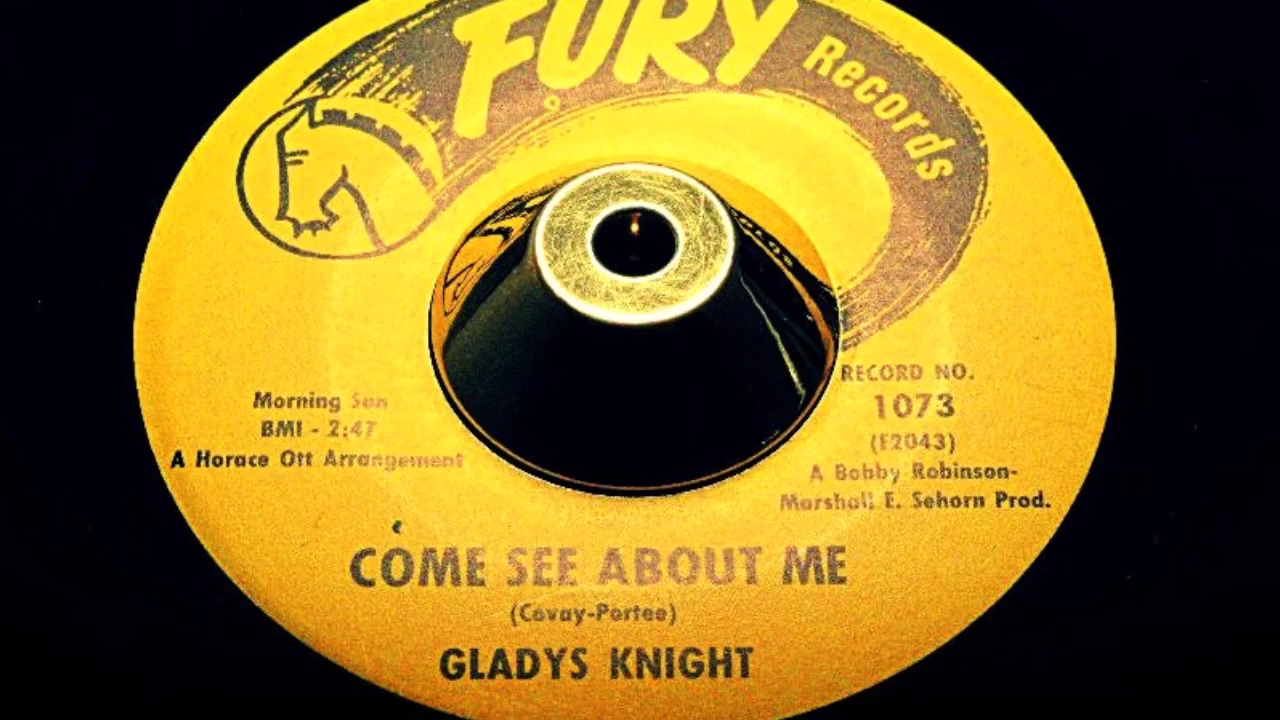 FURY Records
Morning Sun
BMI - 2:47
A Horace Ott Arrangement
RECORD NO.
1073
(F2043)
A Bobby Robinson-
Marshall E. Sehorn Prod.
COME SEE ABOUT ME
(Covay-Portee)
GLADYS KNIGHT